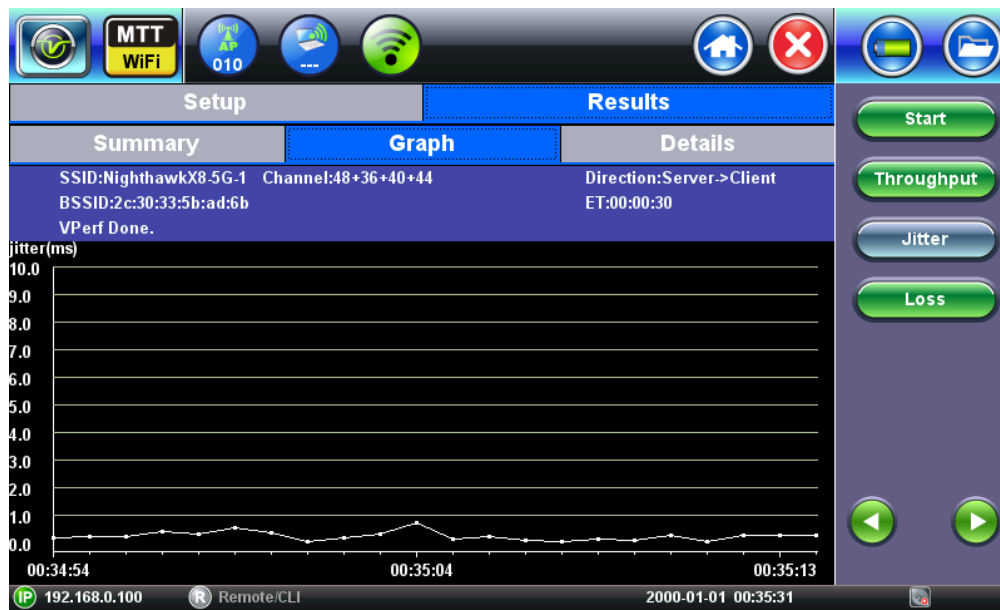 MTT
WiFi
AP
010
---
Setup
Results
Summary
Graph
Details
SSID:NighthawkX8-5G-1 Channel:48+36+40+44 Direction:Server->Client
BSSID:2c:30:33:5b:ad:6b ET:00:00:30
VPerf Done.
jitter(ms)
10.0
9.0
8.0
7.0
6.0
5.0
4.0
3.0
2.0
1.0
0.0
00:34:54
00:35:04
00:35:13
Start
Throughput
Jitter
Loss
IP 192.168.0.100
R Remote/CLI
2000-01-01 00:35:31